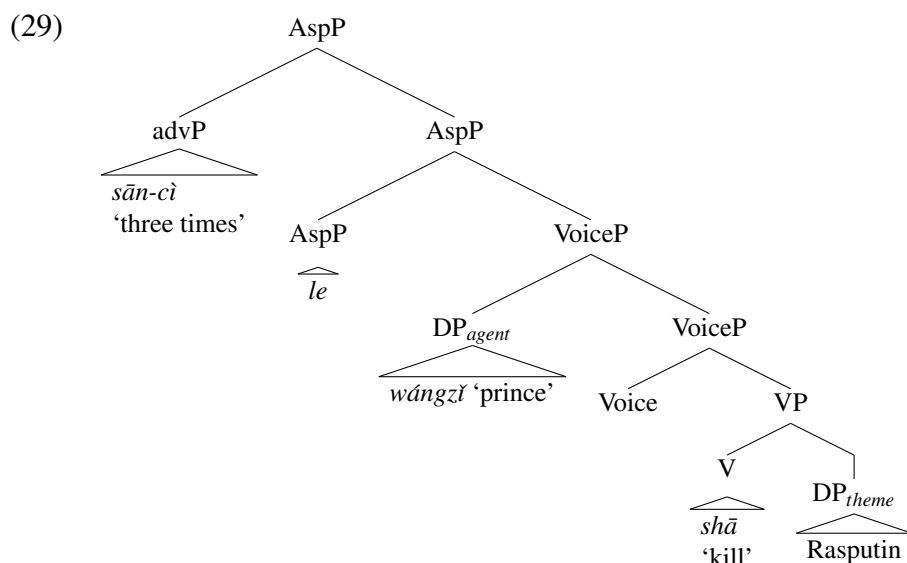 (29)
AspP
advP AspP
sān-cì
‘three times’
AspP VoiceP
le
DPagent VoiceP
wángzǐ ‘prince’ Voice VP
V DPtheme
shā Rasputin
‘kill’